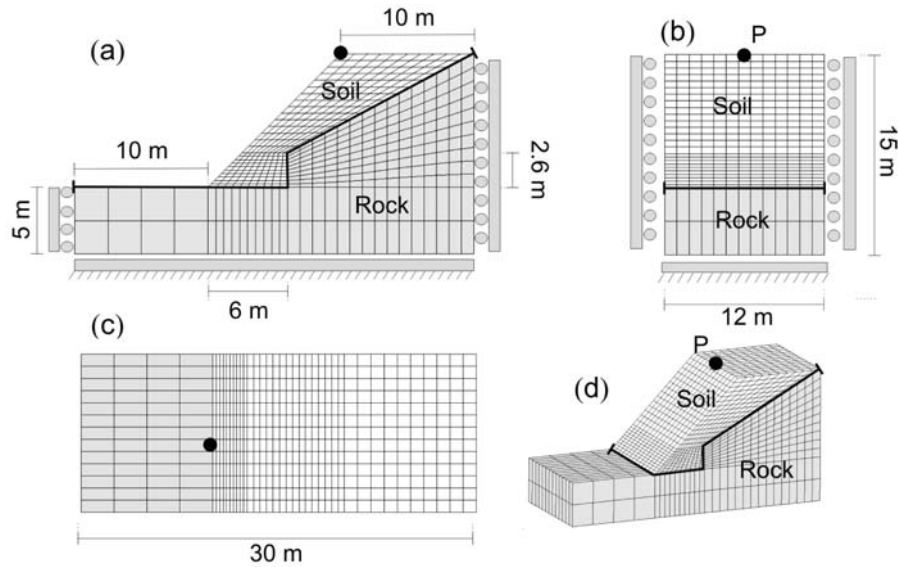 10 m
(a)
(b)
P
Soil
Soil
10 m
2.6 m
15 m
5 m
Rock
Rock
6 m
12 m
(c)
P
(d)
Soil
Rock
30 m